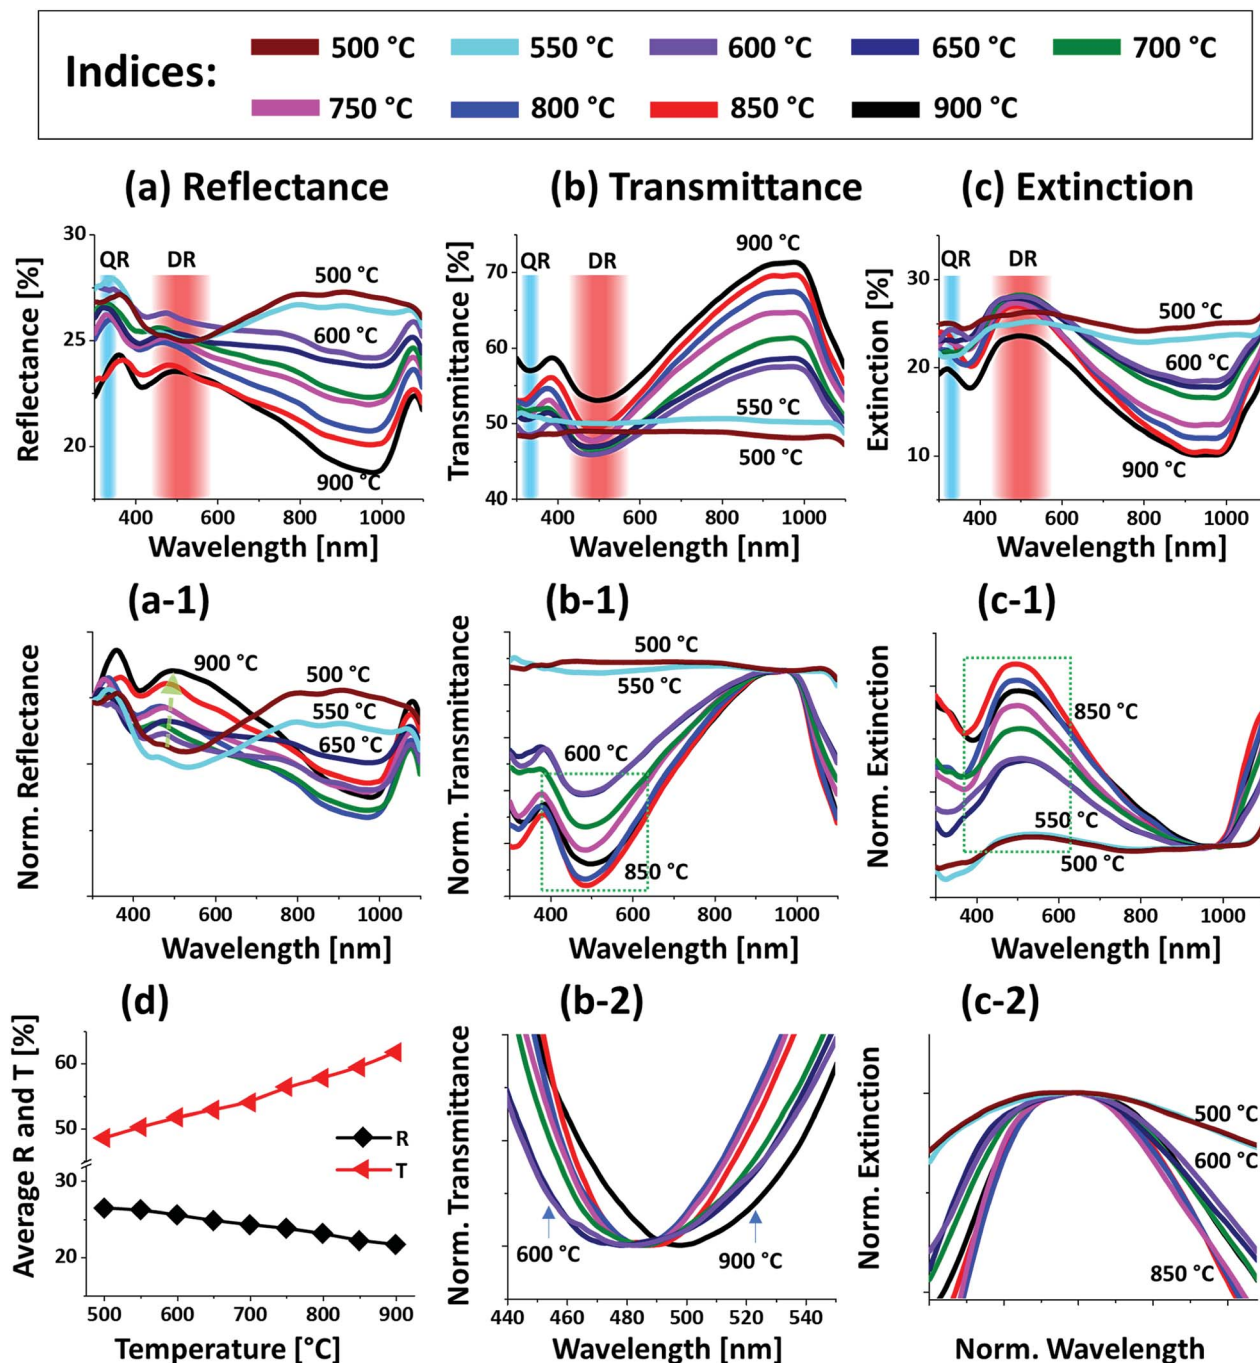 Indices:
500 °C
550 °C
600 °C
650 °C
700 °C
750 °C
800 °C
850 °C
900 °C
(a) Reflectance
(b) Transmittance
(c) Extinction
Reflectance [%]
30
25
20
QR
DR
500 °C
600 °C
900 °C
400
600
800
1000
Wavelength [nm]
Transmittance [%]
70
60
50
40
QR
DR
900 °C
550 °C
500 °C
400
600
800
1000
Wavelength [nm]
Extinction [%]
30
20
10
QR
DR
500 °C
600 °C
900 °C
400
600
800
1000
Wavelength [nm]
(a-1)
(b-1)
(c-1)
Norm. Reflectance
900 °C
500 °C
550 °C
650 °C
400
600
800
1000
Wavelength [nm]
Norm. Transmittance
500 °C
550 °C
600 °C
850 °C
400
600
800
1000
Wavelength [nm]
Norm. Extinction
850 °C
550 °C
500 °C
400
600
800
1000
Wavelength [nm]
(d)
(b-2)
(c-2)
Average R and T [%]
60
50
30
20
R
T
500
600
700
800
900
Temperature [°C]
Norm. Transmittance
600 °C
900 °C
440
460
480
500
520
540
Wavelength [nm]
Norm. Extinction
500 °C
600 °C
850 °C
Norm. Wavelength